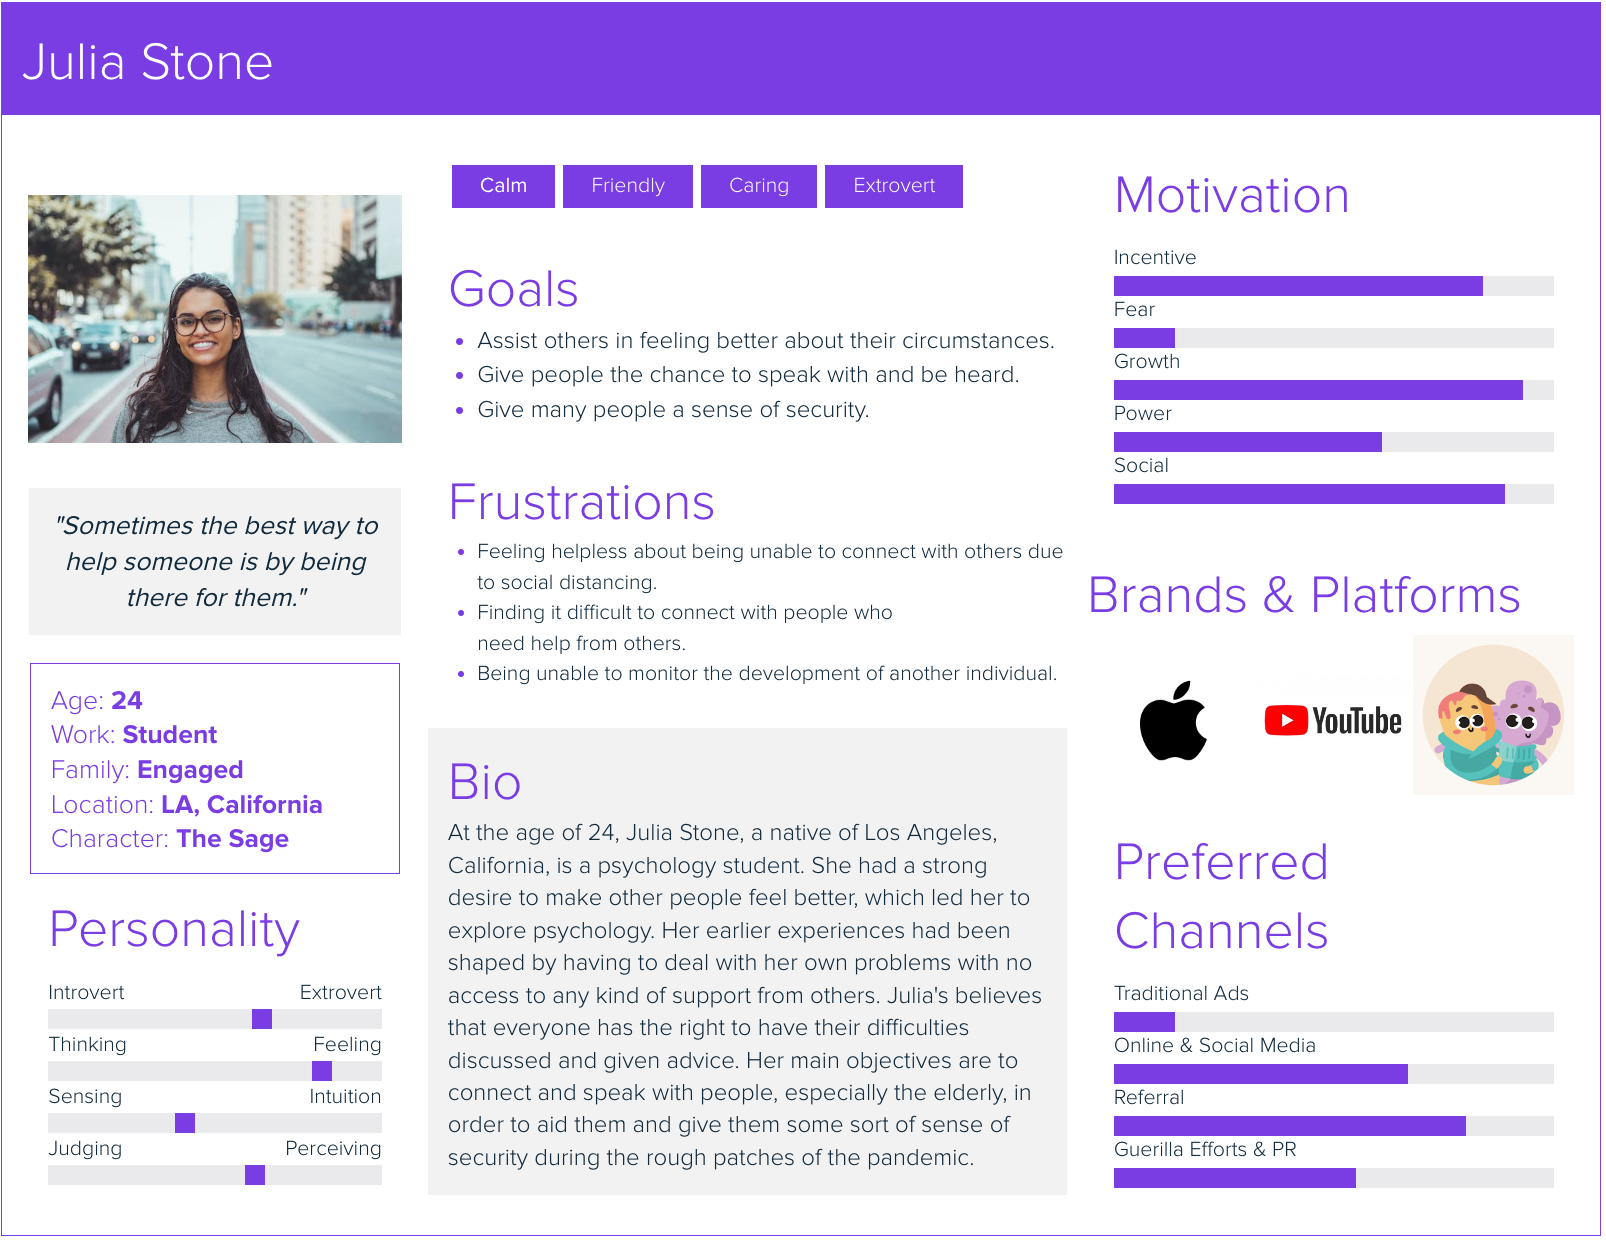 Julia Stone
"Sometimes the best way to
help someone is by being
there for them."
Age: 24
Work: Student
Family: Engaged
Location: LA, California
Character: The Sage
Personality
Introvert Extrovert
Thinking Feeling
Sensing Intuition
Judging Perceiving
Calm Friendly Caring Extrovert
Goals
Assist others in feeling better about their circumstances.
Give people the chance to speak with and be heard.
Give many people a sense of security.
Frustrations
Feeling helpless about being unable to connect with others due
to social distancing.
Finding it difficult to connect with people who
need help from others.
Being unable to monitor the development of another individual.
Bio
At the age of 24, Julia Stone, a native of Los Angeles,
California, is a psychology student. She had a strong
desire to make other people feel better, which led her to
explore psychology. Her earlier experiences had been
shaped by having to deal with her own problems with no
access to any kind of support from others. Julia's believes
that everyone has the right to have their difficulties
discussed and given advice. Her main objectives are to
connect and speak with people, especially the elderly, in
order to aid them and give them some sort of sense of
security during the rough patches of the pandemic.
Motivation
Incentive
Fear
Growth
Power
Social
Brands & Platforms
YouTube
Preferred
Channels
Traditional Ads
Online & Social Media
Referral
Guerilla Efforts & PR